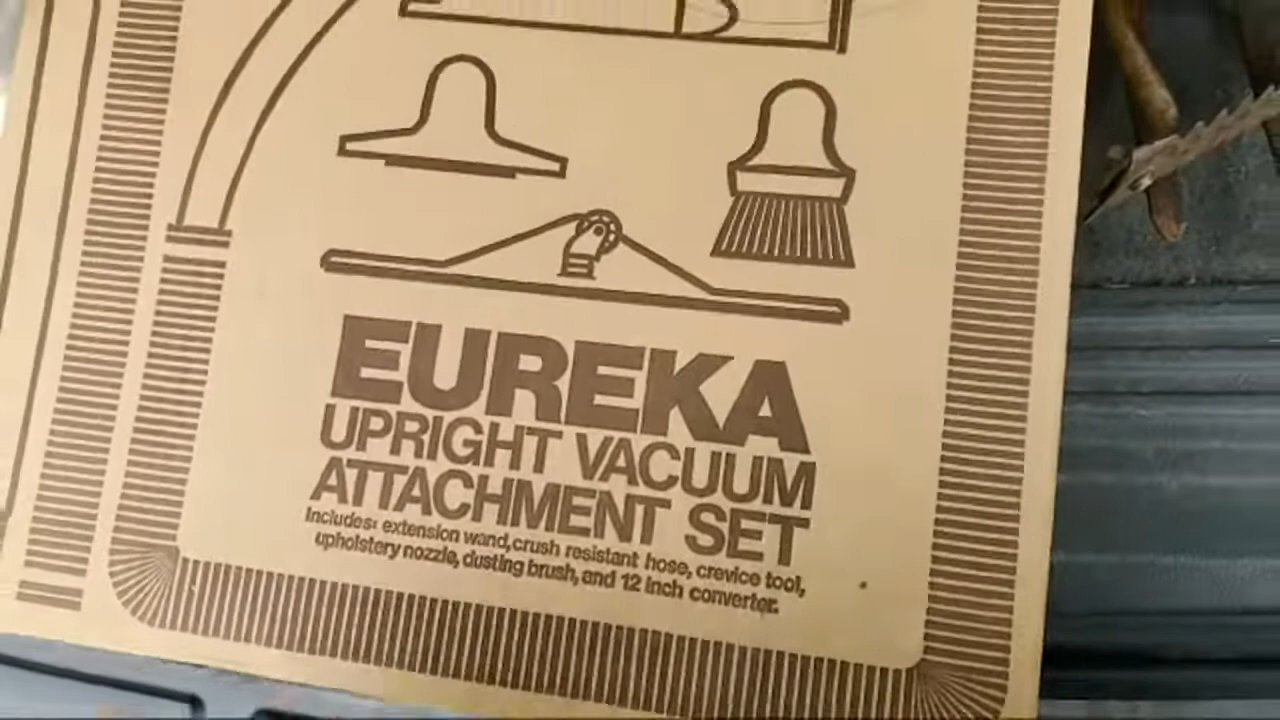 EUREKA
UPRIGHT VACUUM
ATTACHMENT SET
Includes: extension wand, crush resistant hose, crevice tool,
upholstery nozzle, dusting brush, and 12 inch converter.